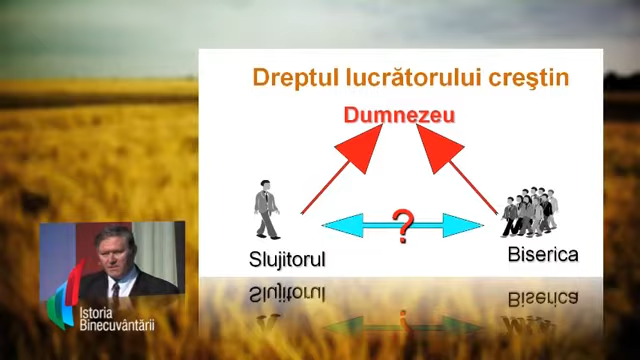 Dreptul lucrătorului creştin
Dumnezeu
?
Slujitorul
Biserica
Istoria
Binecuvântării